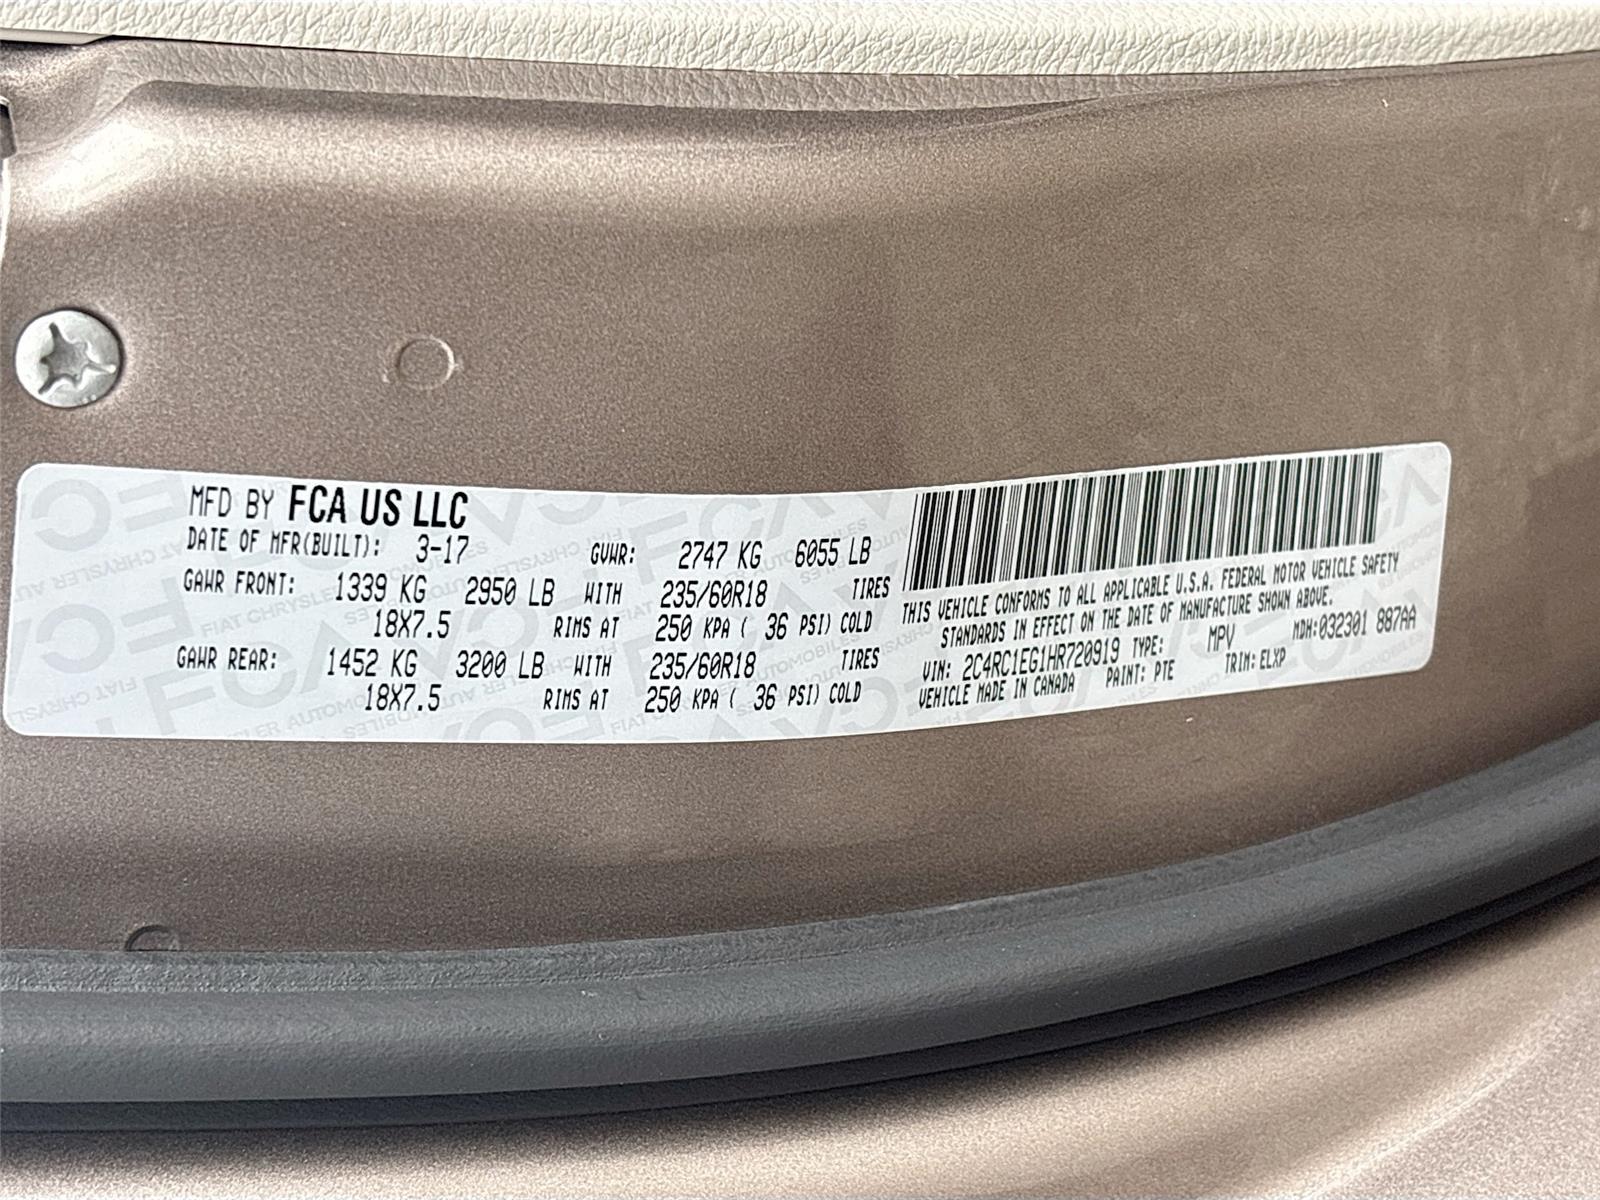 MFD BY FCA US LLC
DATE OF MFR(BUILT): 3-17 GVWR: 2747 KG 6055 LB
GAWR FRONT: 1339 KG 2950 LB WITH 235/60R18 TIRES
18X7.5 RIMS AT 250 KPA ( 36 PSI) COLD
GAWR REAR: 1452 KG 3200 LB WITH 235/60R18 TIRES
18X7.5 RIMS AT 250 KPA ( 36 PSI) COLD
THIS VEHICLE CONFORMS TO ALL APPLICABLE U.S.A. FEDERAL MOTOR VEHICLE SAFETY
STANDARDS IN EFFECT ON THE DATE OF MANUFACTURE SHOWN ABOVE.
VIN: 2C4RC1EG1HR720919 TYPE: MPV MDH:032301 887AA
VEHICLE MADE IN CANADA PAINT: PTE TRIM: ELXP